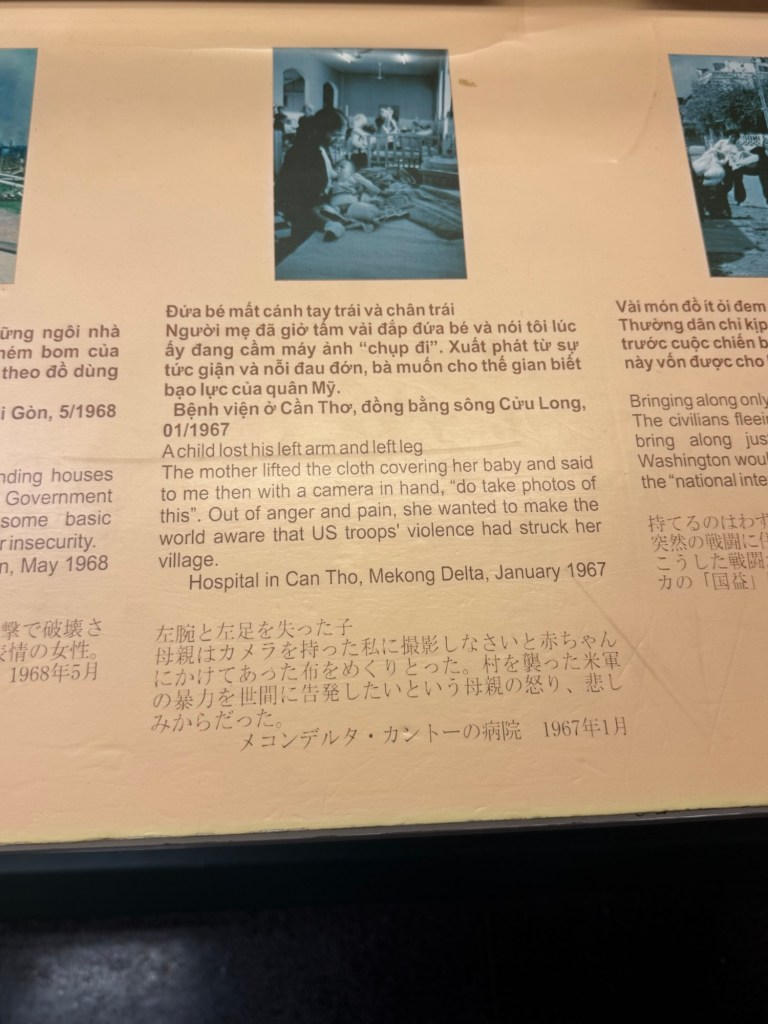 ững ngôi nhà
ném bom của
theo đồ dùng
i Gòn, 5/1968
nding houses
Government
some basic
r insecurity.
n, May 1968
撃で破壊さ
表情の女性。
1968年5月
Đứa bé mất cánh tay trái và chân trái
Người mẹ đã giở tấm vải đắp đứa bé và nói tôi lúc
ấy đang cầm máy ảnh “chụp đi”. Xuất phát từ sự
tức giận và nỗi đau đớn, bà muốn cho thế gian biết
bạo lực của quân Mỹ.
Bệnh viện ở Cần Thơ, đồng bằng sông Cửu Long,
01/1967
A child lost his left arm and left leg
The mother lifted the cloth covering her baby and said
to me then with a camera in hand, “do take photos of
this”. Out of anger and pain, she wanted to make the
world aware that US troops' violence had struck her
village.
Hospital in Can Tho, Mekong Delta, January 1967
左腕と左足を失った子
母親はカメラを持った私に撮影しなさいと赤ちゃん
にかけてあった布をめくりとった。村を襲った米軍
の暴力を世間に告発したいという母親の怒り、悲し
みからだった。
メコンデルタ・カントーの病院 1967年1月
Vài món đồ ít ỏi đem
Thường dân chỉ kịp
trước cuộc chiến b
này vốn được cho
Bringing along only
The civilians fleei
bring along jus
Washington wou
the “national inte
持てるのはわず
突然の戦闘に
こうした戦闘
カの「国益」